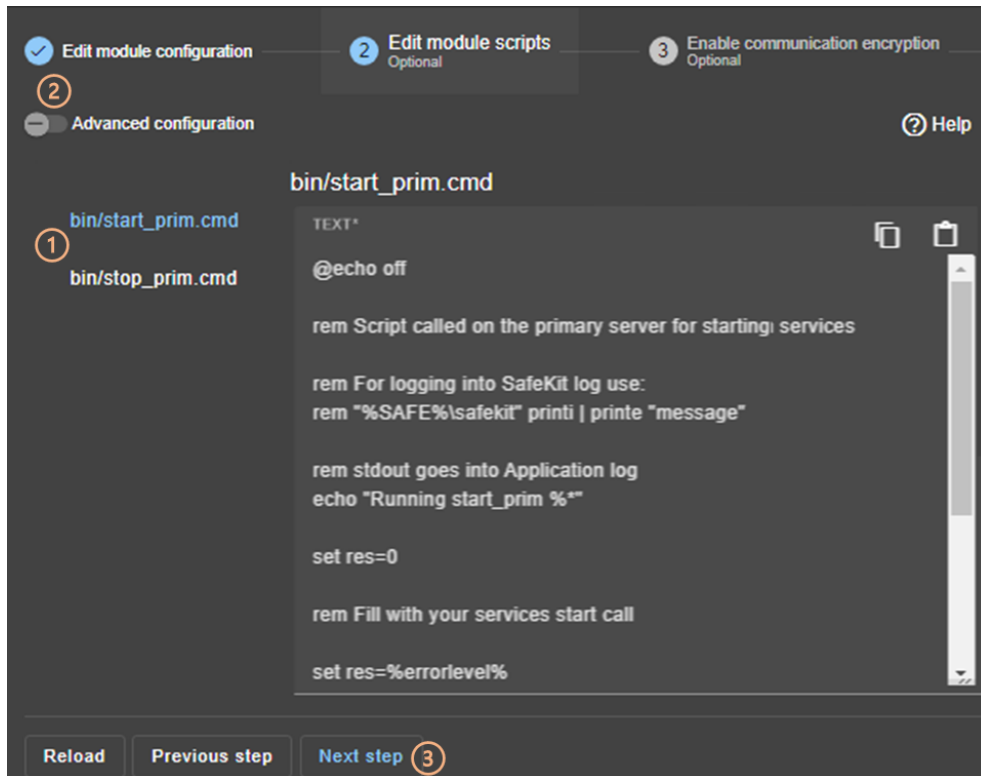 Edit module configuration
2
Edit module scripts
Optional
3
Enable communication encryption
Optional
2
Advanced configuration
Help
bin/start_prim.cmd
bin/start_prim.cmd
1
bin/stop_prim.cmd
TEXT*
@echo off
rem Script called on the primary server for starting services
rem For logging into SafeKit log use:
rem "%SAFE%\safekit" printi | printe "message"
rem stdout goes into Application log
echo "Running start_prim %*"
set res=0
rem Fill with your services start call
set res=%errorlevel%
Reload
Previous step
Next step
3